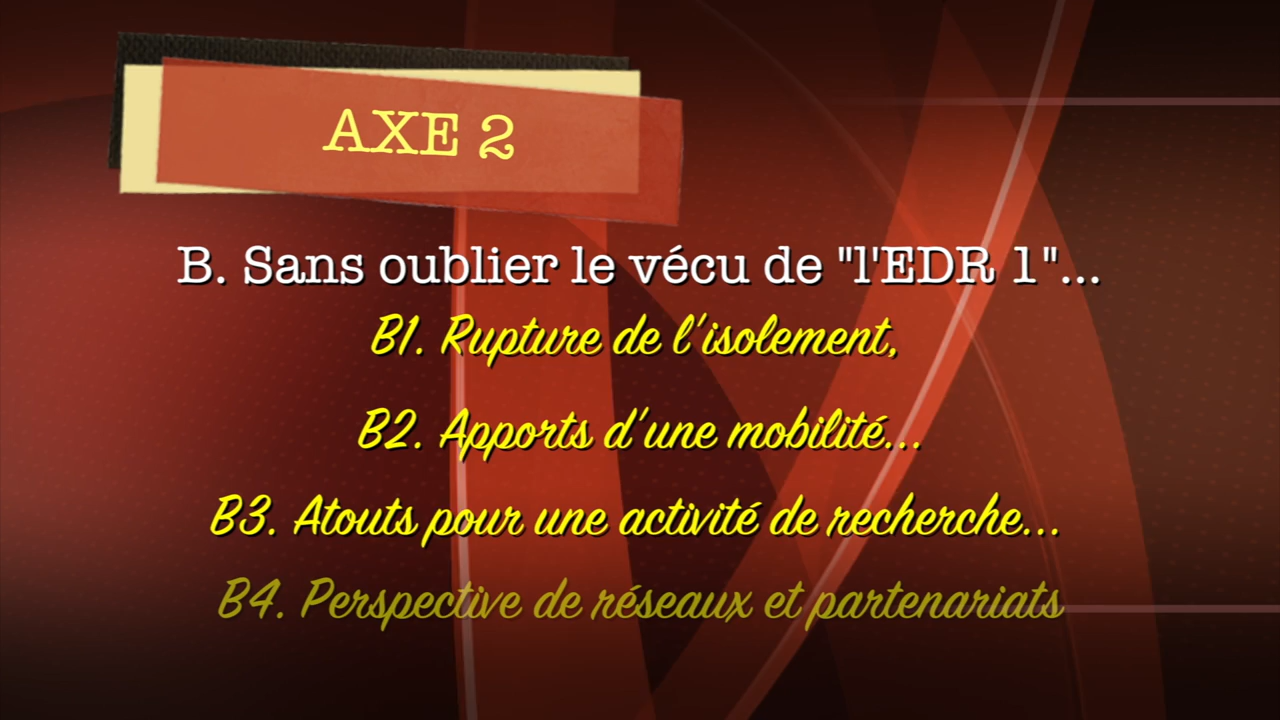 AXE 2
B. Sans oublier le vécu de "l'EDR 1"...
B1. Rupture de l'isolement,
B2. Apports d'une mobilité...
B3. Atouts pour une activité de recherche...
B4. Perspective de réseaux et partenariats